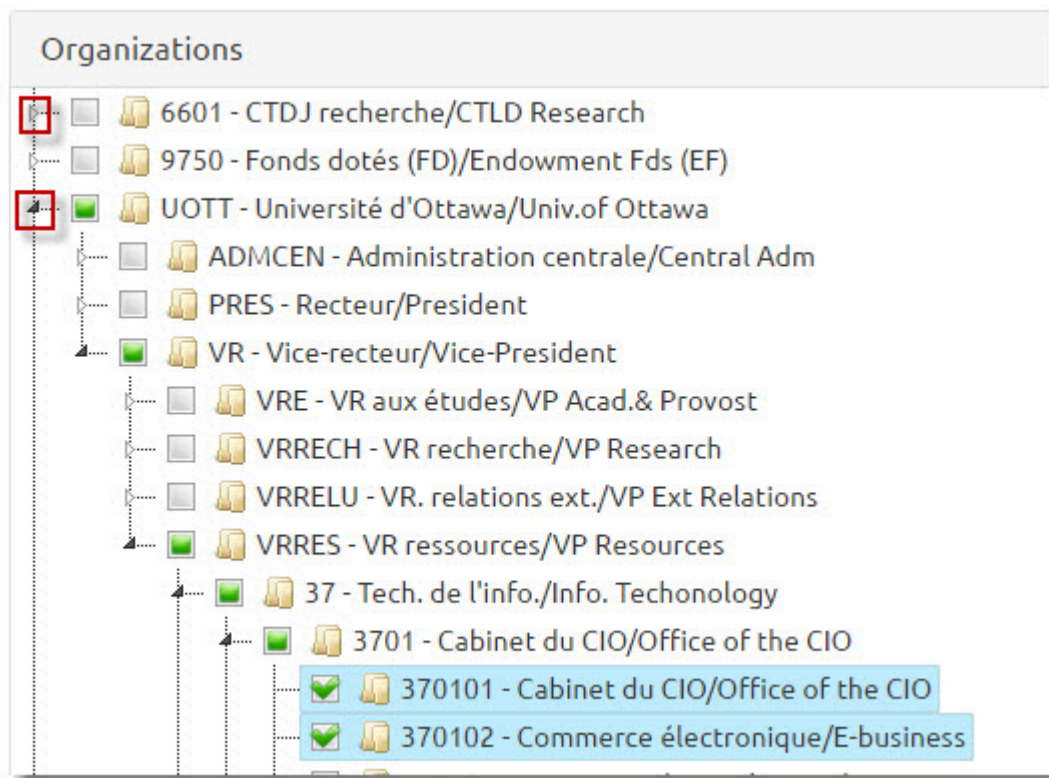 Organizations
6601 - CTDJ recherche/CTLD Research
9750 - Fonds dotés (FD)/Endowment Fds (EF)
UOTT - Université d'Ottawa/Univ.of Ottawa
ADMCEN - Administration centrale/Central Adm
PRES - Recteur/President
VR - Vice-recteur/Vice-President
VRE - VR aux études/VP Acad.& Provost
VRRECH - VR recherche/VP Research
VRRELU - VR. relations ext./VP Ext Relations
VRRES - VR ressources/VP Resources
37 - Tech. de l'info./Info. Techonology
3701 - Cabinet du CIO/Office of the CIO
370101 - Cabinet du CIO/Office of the CIO
370102 - Commerce électronique/E-business